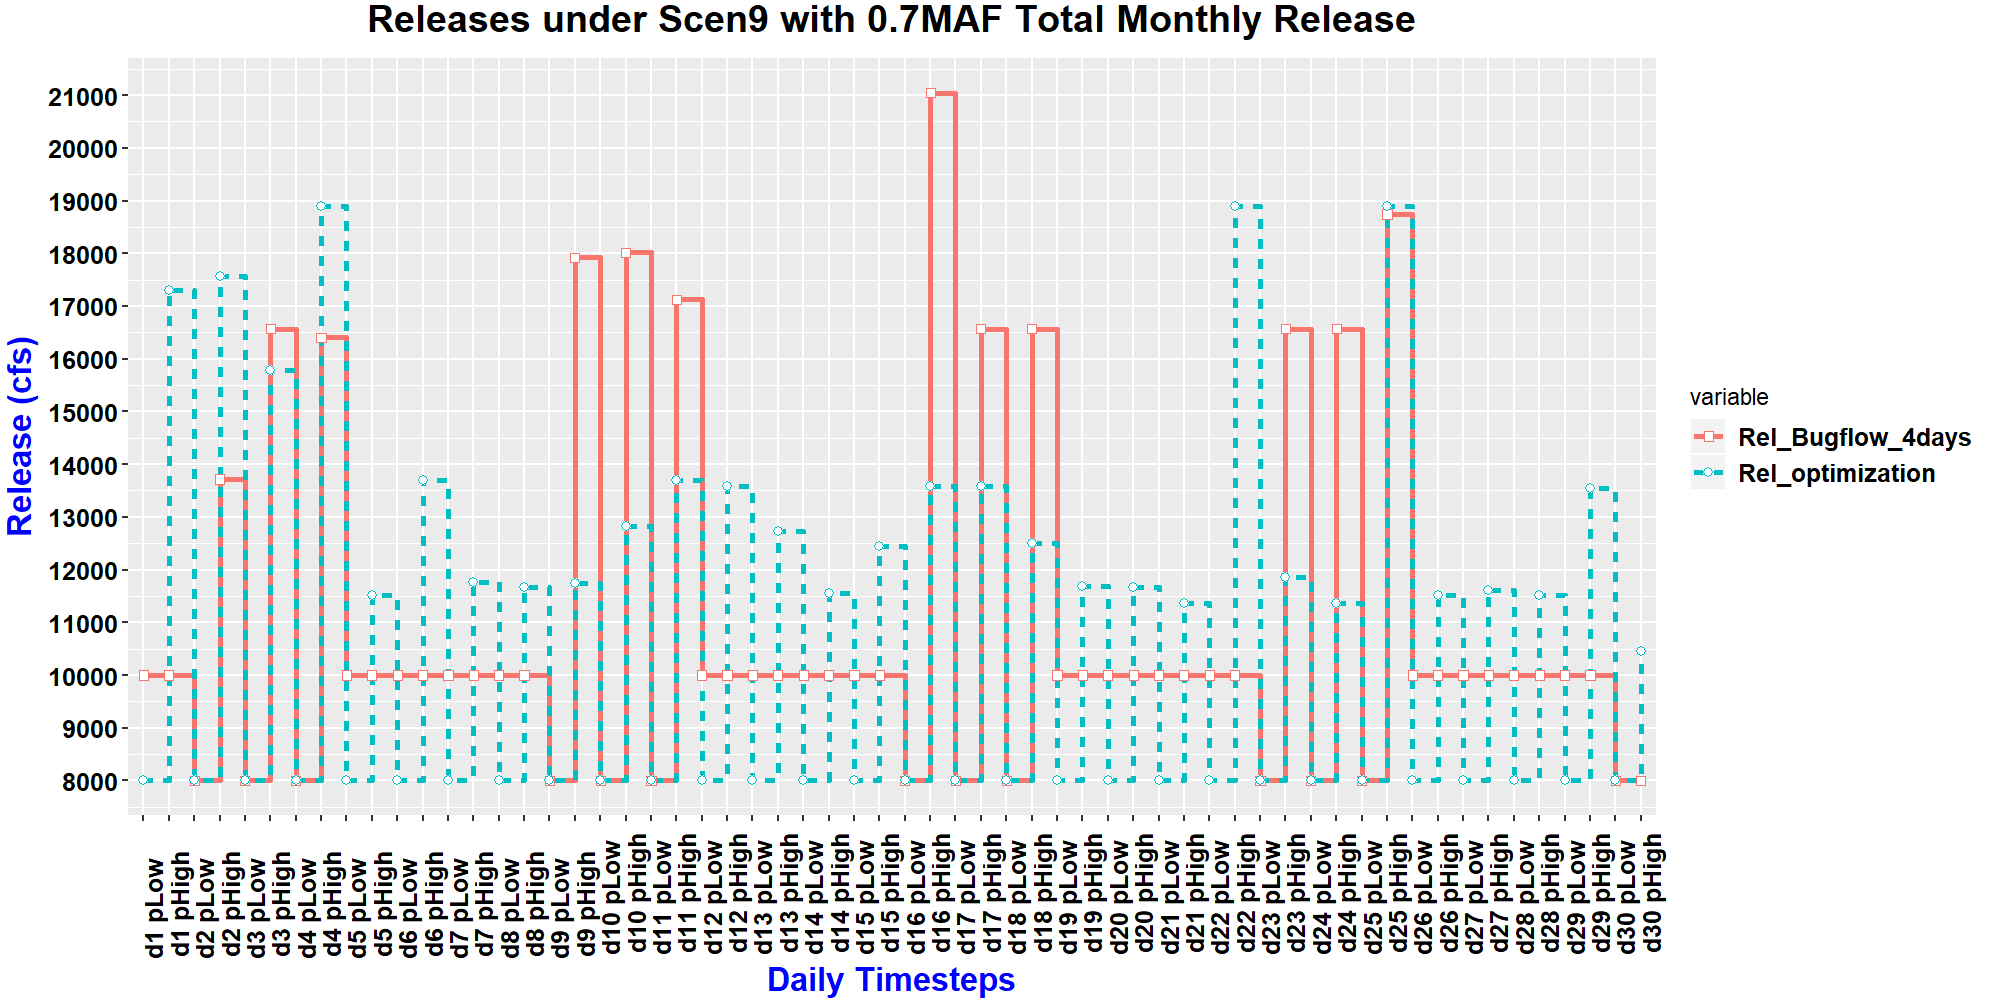 Releases under Scen9 with 0.7MAF Total Monthly Release
Release (cfs)
21000
20000
19000
18000
17000
16000
15000
14000
13000
12000
11000
10000
9000
8000
d1 pLow
d1 pHigh
d2 pLow
d2 pHigh
d3 pLow
d3 pHigh
d4 pLow
d4 pHigh
d5 pLow
d5 pHigh
d6 pLow
d6 pHigh
d7 pLow
d7 pHigh
d8 pLow
d8 pHigh
d9 pLow
d9 pHigh
d10 pLow
d10 pHigh
d11 pLow
d11 pHigh
d12 pLow
d12 pHigh
d13 pLow
d13 pHigh
d14 pLow
d14 pHigh
d15 pLow
d15 pHigh
d16 pLow
d16 pHigh
d17 pLow
d17 pHigh
d18 pLow
d18 pHigh
d19 pLow
d19 pHigh
d20 pLow
d20 pHigh
d21 pLow
d21 pHigh
d22 pLow
d22 pHigh
d23 pLow
d23 pHigh
d24 pLow
d24 pHigh
d25 pLow
d25 pHigh
d26 pLow
d26 pHigh
d27 pLow
d27 pHigh
d28 pLow
d28 pHigh
d29 pLow
d29 pHigh
d30 pLow
d30 pHigh
Daily Timesteps
variable
Rel_Bugflow_4days
Rel_optimization